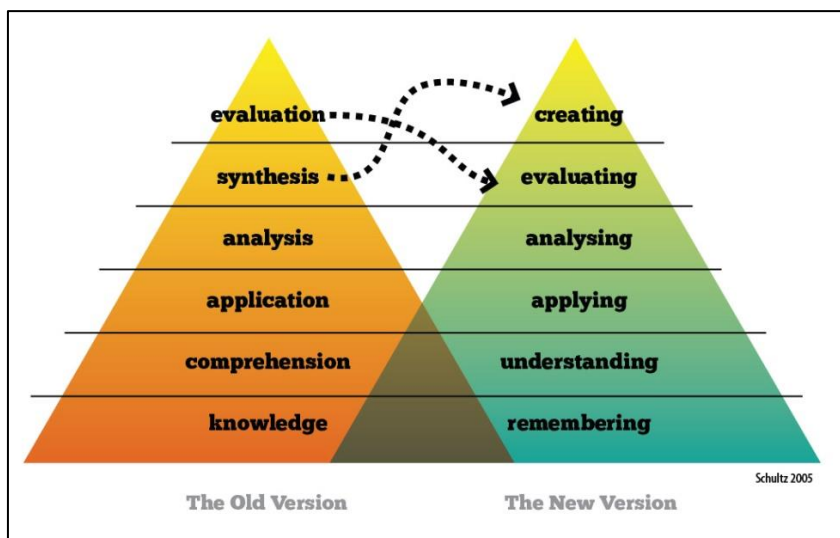 evaluation creating
synthesis evaluating
analysis analysing
application applying
comprehension understanding
knowledge remembering
Schultz 2005
The Old Version The New Version